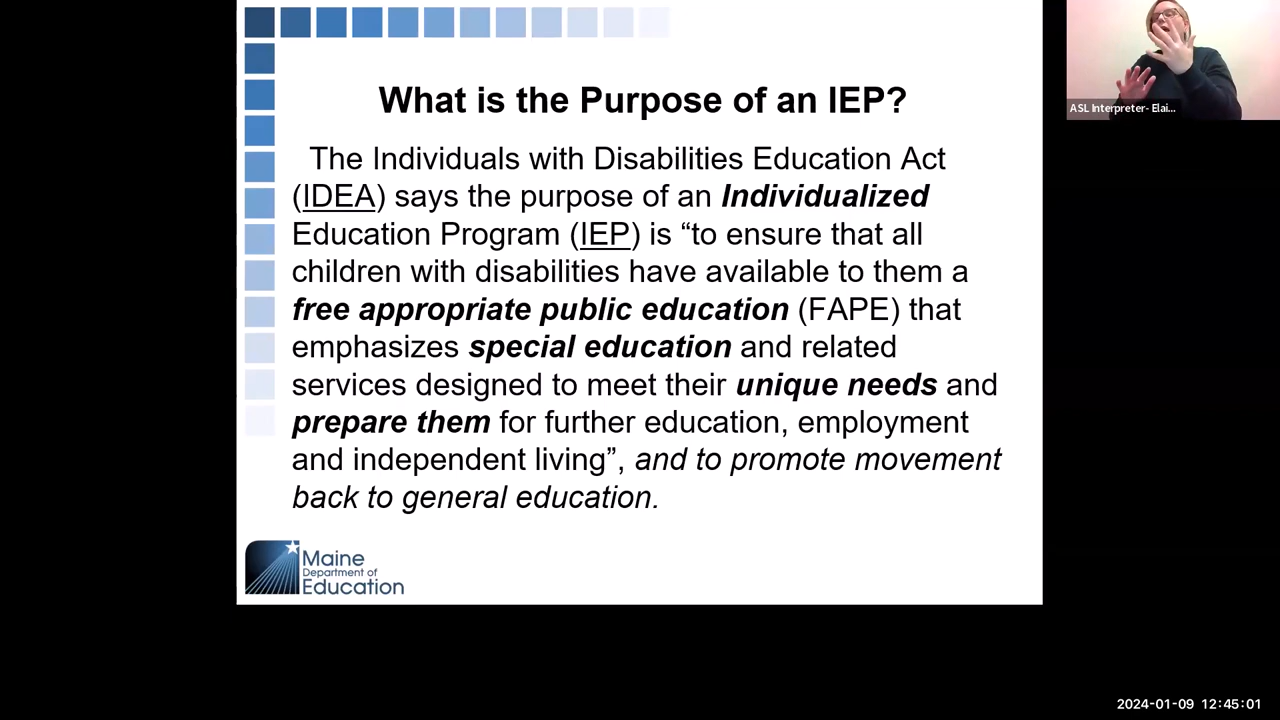 What is the Purpose of an IEP?
The Individuals with Disabilities Education Act
(IDEA) says the purpose of an Individualized
Education Program (IEP) is “to ensure that all
children with disabilities have available to them a
free appropriate public education (FAPE) that
emphasizes special education and related
services designed to meet their unique needs and
prepare them for further education, employment
and independent living”, and to promote movement
back to general education.
Maine
Department of
Education
ASL Interpreter- Elai...
2024-01-09 12:45:01